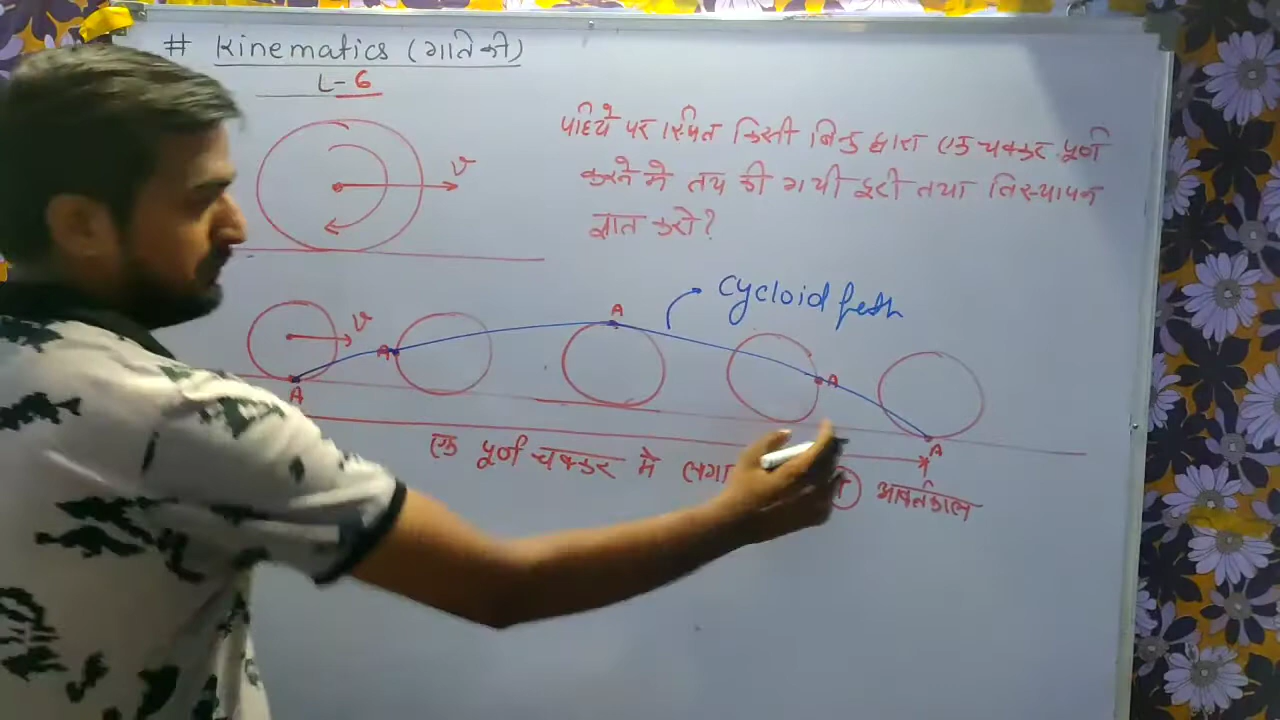 # Kinematics (गतिकी)
L-6
पहिये पर स्थित किसी बिन्दु द्वारा एक चक्कर पूर्ण
करने मे तय की गयी दूरी तथा विस्थापन
ज्ञात करो?
v
cycloid path
v
A
A
A
A
A
A
एक पूर्ण चक्कर मे लगा
T आवर्तकाल